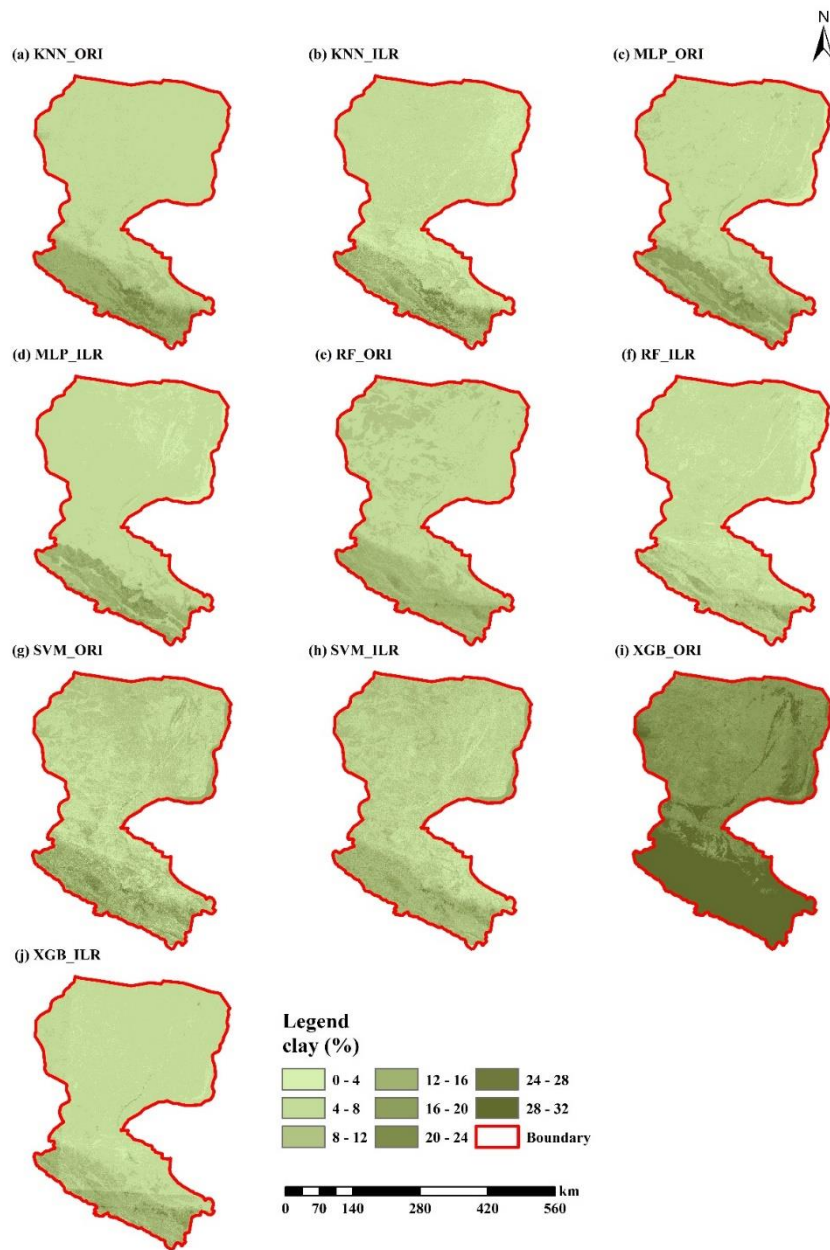 N
(a) KNN_ORI
(b) KNN_ILR
(c) MLP_ORI
(d) MLP_ILR
(e) RF_ORI
(f) RF_ILR
(g) SVM_ORI
(h) SVM_ILR
(i) XGB_ORI
(j) XGB_ILR
Legend
clay (%)
0 - 4
12 - 16
24 - 28
4 - 8
16 - 20
28 - 32
8 - 12
20 - 24
Boundary
km
0 70 140 280 420 560